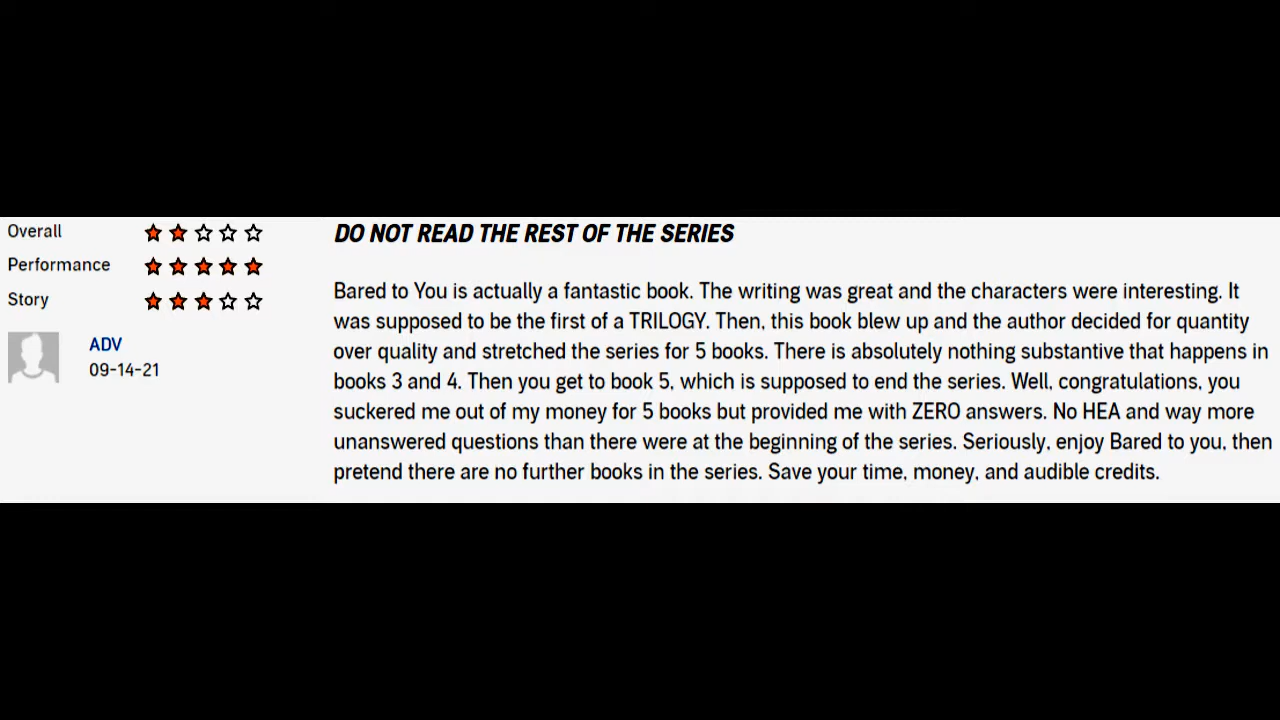 Overall
Performance
Story
ADV
09-14-21
DO NOT READ THE REST OF THE SERIES
Bared to You is actually a fantastic book. The writing was great and the characters were interesting. It
was supposed to be the first of a TRILOGY. Then, this book blew up and the author decided for quantity
over quality and stretched the series for 5 books. There is absolutely nothing substantive that happens in
books 3 and 4. Then you get to book 5, which is supposed to end the series. Well, congratulations, you
suckered me out of my money for 5 books but provided me with ZERO answers. No HEA and way more
unanswered questions than there were at the beginning of the series. Seriously, enjoy Bared to you, then
pretend there are no further books in the series. Save your time, money, and audible credits.